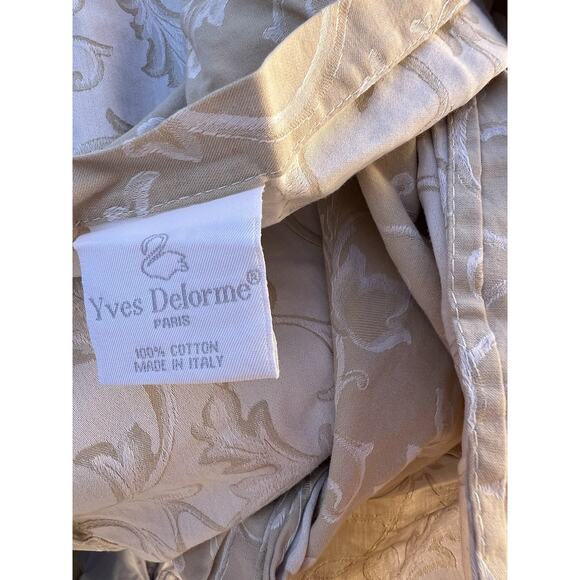 Yves Delorme®
PARIS
100% COTTON
MADE IN ITALY